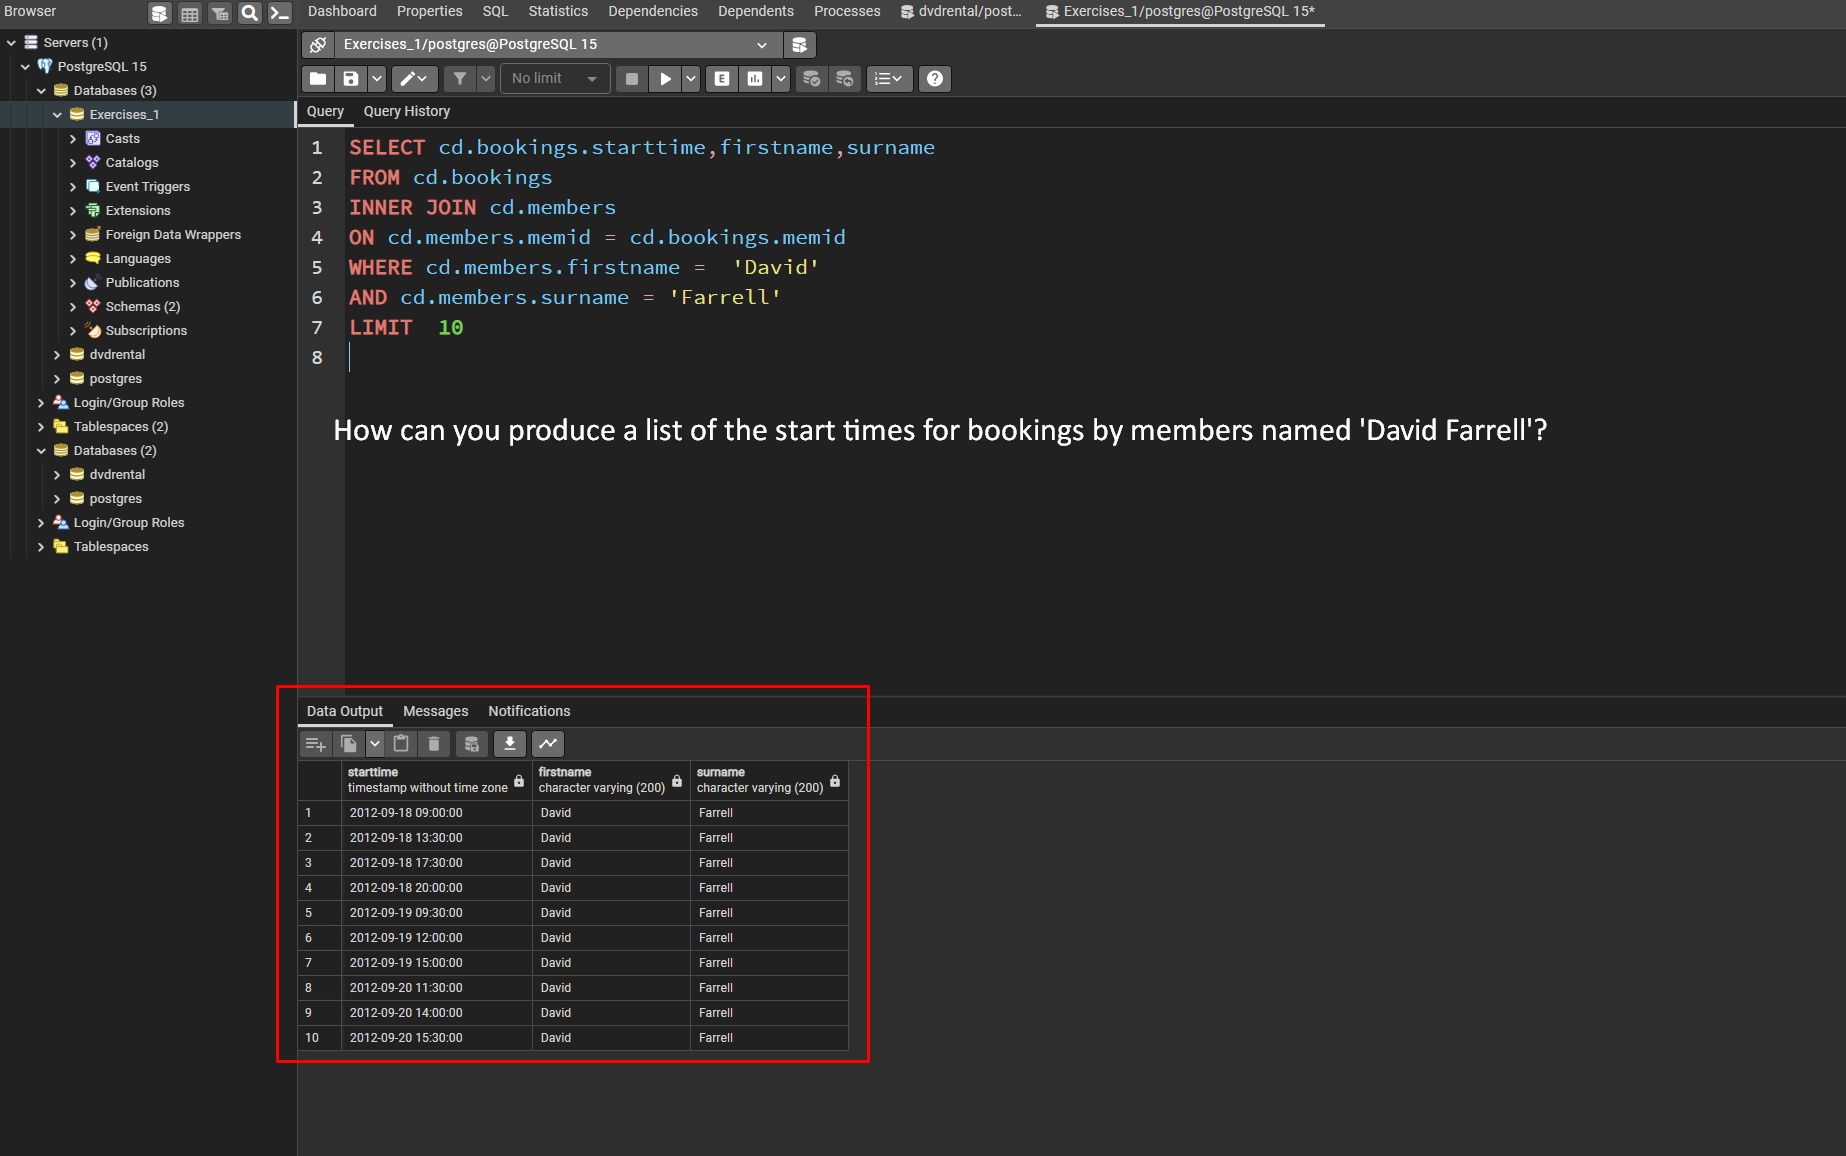 Browser
Dashboard Properties SQL Statistics Dependencies Dependents Processes dvdrental/post... Exercises_1/postgres@PostgreSQL 15*
Servers (1)
PostgreSQL 15
Databases (3)
Exercises_1
Casts
Catalogs
Event Triggers
Extensions
Foreign Data Wrappers
Languages
Publications
Schemas (2)
Subscriptions
dvdrental
postgres
Login/Group Roles
Tablespaces (2)
Databases (2)
dvdrental
postgres
Login/Group Roles
Tablespaces
Exercises_1/postgres@PostgreSQL 15
No limit
E
Query Query History
1 SELECT cd.bookings.starttime,firstname,surname
2 FROM cd.bookings
3 INNER JOIN cd.members
4 ON cd.members.memid = cd.bookings.memid
5 WHERE cd.members.firstname =  'David'
6 AND cd.members.surname = 'Farrell'
7 LIMIT  10
8
How can you produce a list of the start times for bookings by members named 'David Farrell'?
Data Output Messages Notifications
starttime firstname surname
timestamp without time zone character varying (200) character varying (200)
1 2012-09-18 09:00:00 David Farrell
2 2012-09-18 13:30:00 David Farrell
3 2012-09-18 17:30:00 David Farrell
4 2012-09-18 20:00:00 David Farrell
5 2012-09-19 09:30:00 David Farrell
6 2012-09-19 12:00:00 David Farrell
7 2012-09-19 15:00:00 David Farrell
8 2012-09-20 11:30:00 David Farrell
9 2012-09-20 14:00:00 David Farrell
10 2012-09-20 15:30:00 David Farrell